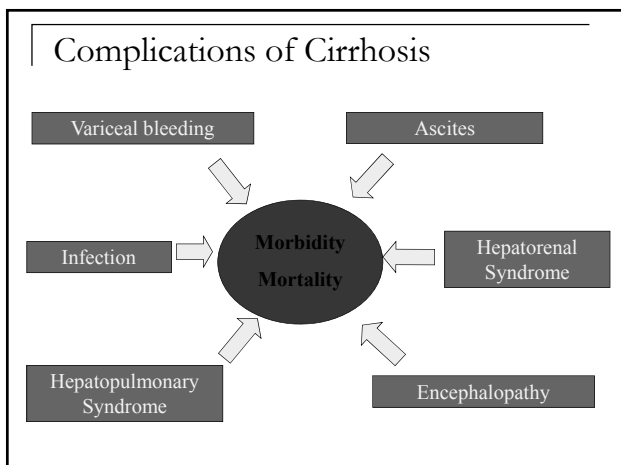 Complications of Cirrhosis
Variceal bleeding
Ascites
Infection
Morbidity
Mortality
Hepatorenal
Syndrome
Hepatopulmonary
Syndrome
Encephalopathy